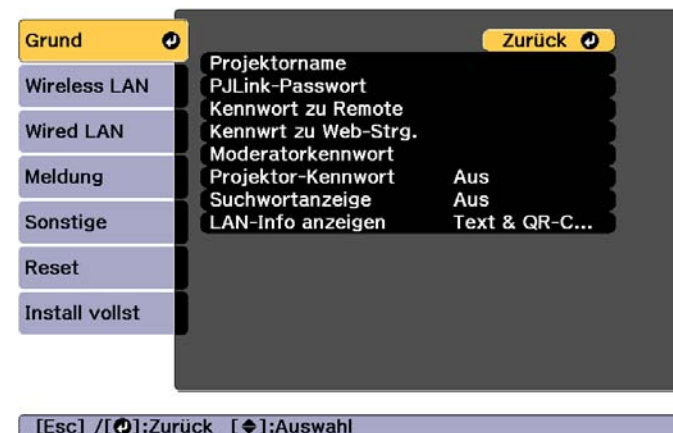 Grund
Wireless LAN
Wired LAN
Meldung
Sonstige
Reset
Install vollst
Zurück
Projektorname
PJLink-Passwort
Kennwort zu Remote
Kennwrt zu Web-Strg.
Moderatorkennwort
Projektor-Kennwort Aus
Suchwortanzeige Aus
LAN-Info anzeigen Text & QR-C...
[Esc] /[⏎]:Zurück [◆]:Auswahl